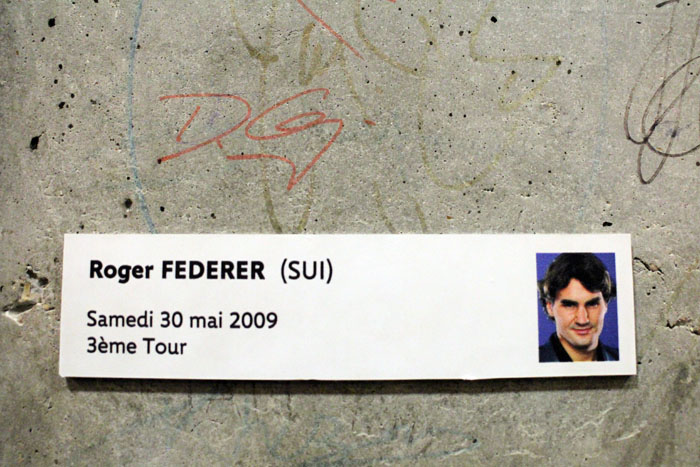 Roger FEDERER (SUI)
Samedi 30 mai 2009
3ème Tour